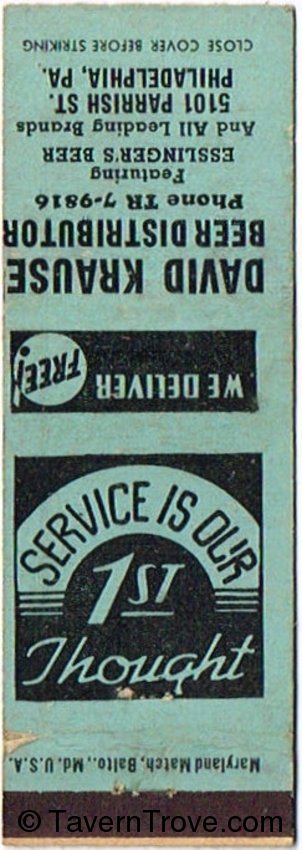 CLOSE COVER BEFORE STRIKING
DAVID KRAUSE
BEER DISTRIBUTOR
Phone TR 7-9816
Featuring
ESSLINGER'S BEER
And All Leading Brands
5101 PARRISH ST.
PHILADELPHIA, PA.
WE DELIVER FREE!
SERVICE IS OUR
1ST
Thought
Maryland Match, Balto., Md. U.S.A.
© TavernTrove.com